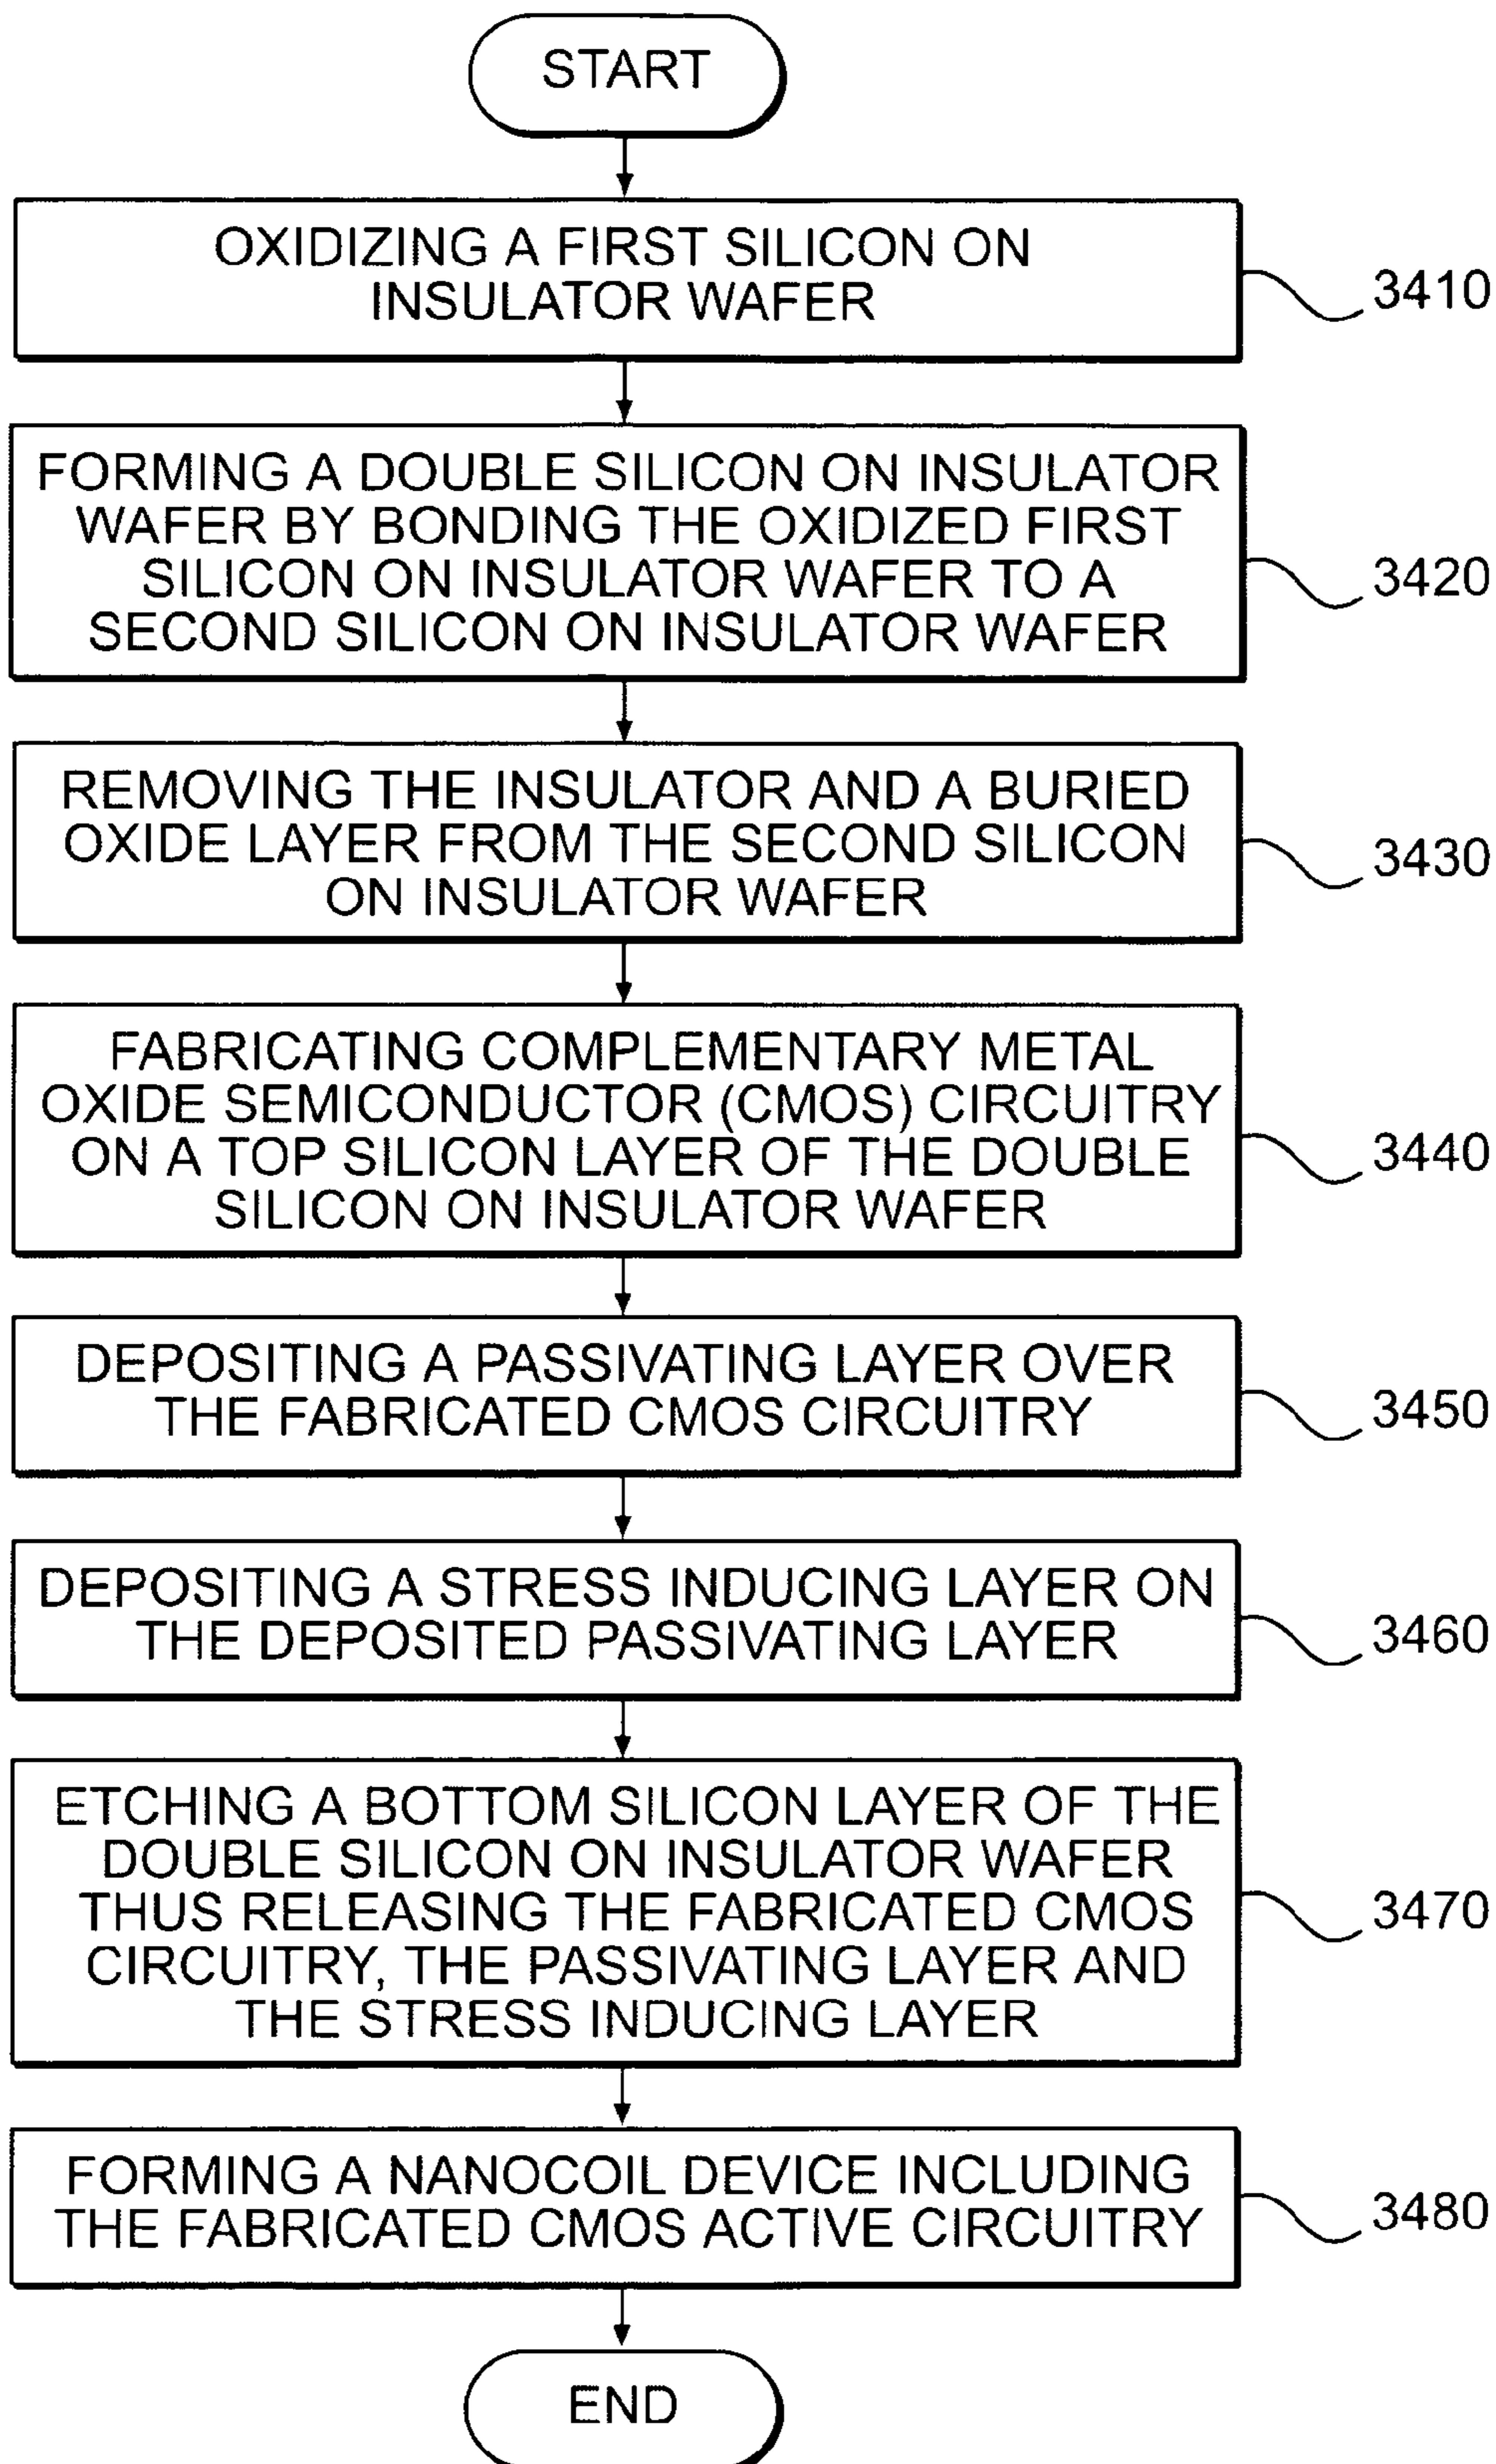 START
OXIDIZING A FIRST SILICON ON
INSULATOR WAFER
3410
FORMING A DOUBLE SILICON ON INSULATOR
WAFER BY BONDING THE OXIDIZED FIRST
SILICON ON INSULATOR WAFER TO A
SECOND SILICON ON INSULATOR WAFER
3420
REMOVING THE INSULATOR AND A BURIED
OXIDE LAYER FROM THE SECOND SILICON
ON INSULATOR WAFER
3430
FABRICATING COMPLEMENTARY METAL
OXIDE SEMICONDUCTOR (CMOS) CIRCUITRY
ON A TOP SILICON LAYER OF THE DOUBLE
SILICON ON INSULATOR WAFER
3440
DEPOSITING A PASSIVATING LAYER OVER
THE FABRICATED CMOS CIRCUITRY
3450
DEPOSITING A STRESS INDUCING LAYER ON
THE DEPOSITED PASSIVATING LAYER
3460
ETCHING A BOTTOM SILICON LAYER OF THE
DOUBLE SILICON ON INSULATOR WAFER
THUS RELEASING THE FABRICATED CMOS
CIRCUITRY, THE PASSIVATING LAYER AND
THE STRESS INDUCING LAYER
3470
FORMING A NANOCOIL DEVICE INCLUDING
THE FABRICATED CMOS ACTIVE CIRCUITRY
3480
END